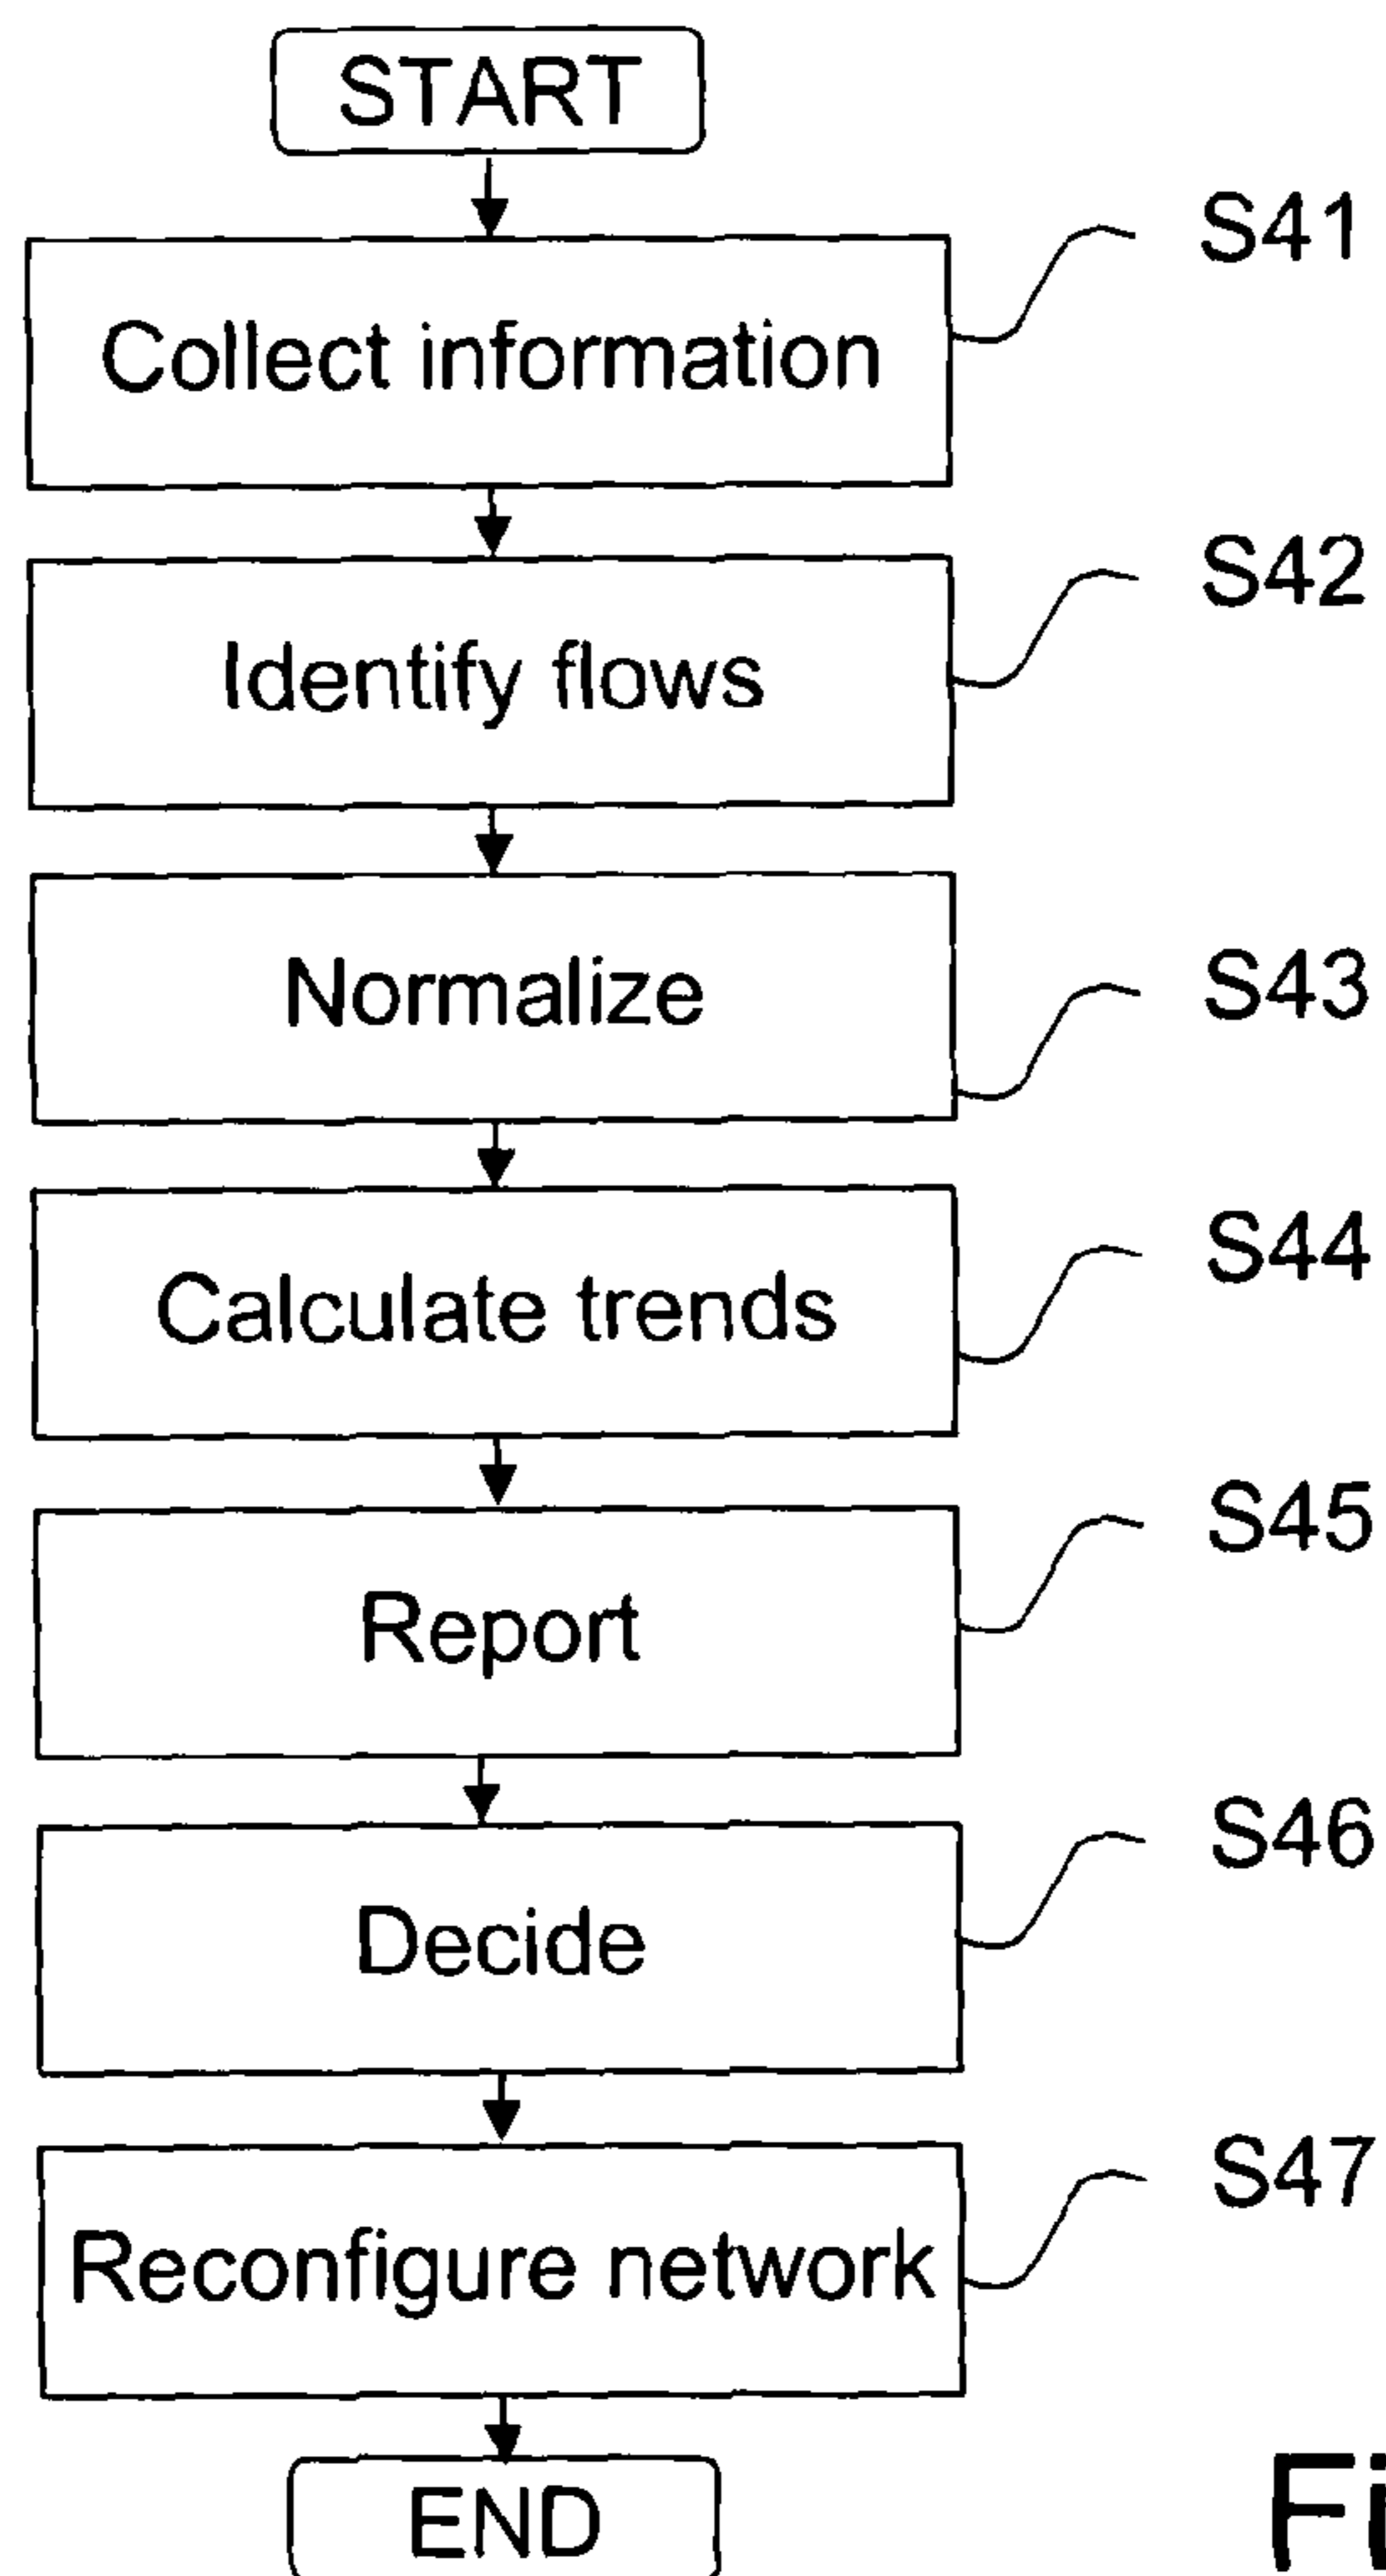 START
Collect information
S41
Identify flows
S42
Normalize
S43
Calculate trends
S44
Report
S45
Decide
S46
Reconfigure network
S47
END
Fi